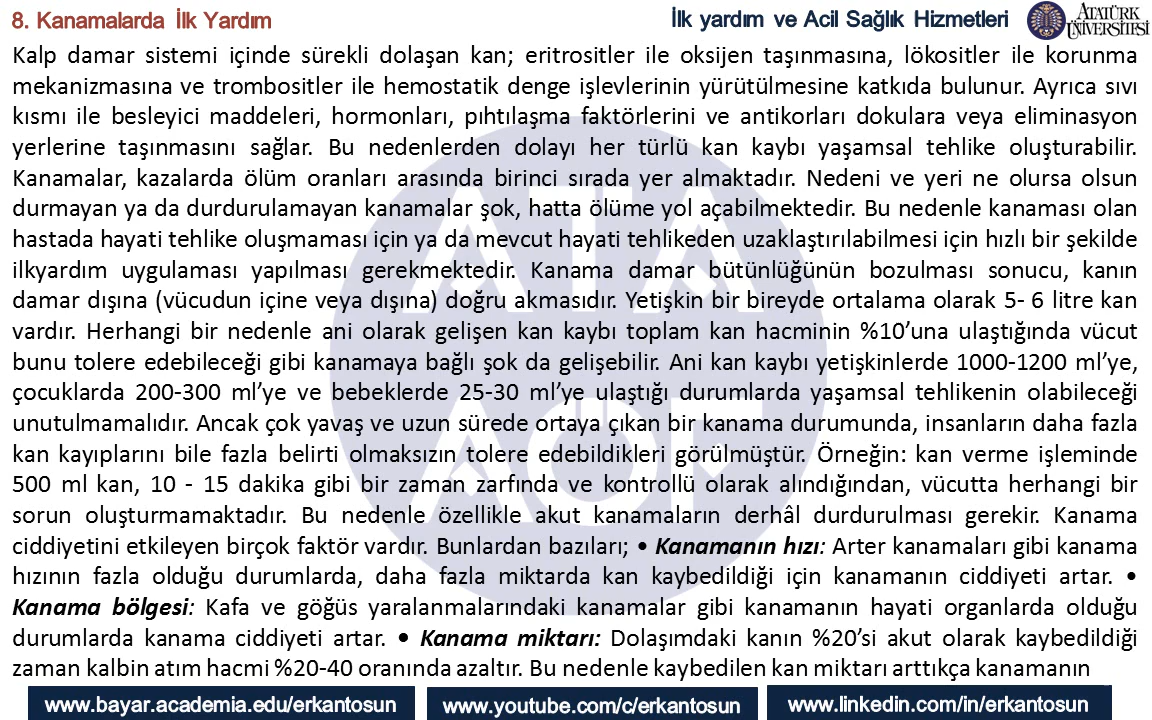 8. Kanamalarda İlk Yardım
İlk yardım ve Acil Sağlık Hizmetleri
ATATÜRK
ÜNİVERSİTESİ
Kalp damar sistemi içinde sürekli dolaşan kan; eritrositler ile oksijen taşınmasına, lökositler ile korunma
mekanizmasına ve trombositler ile hemostatik denge işlevlerinin yürütülmesine katkıda bulunur. Ayrıca sıvı
kısmı ile besleyici maddeleri, hormonları, pıhtılaşma faktörlerini ve antikorları dokulara veya eliminasyon
yerlerine taşınmasını sağlar. Bu nedenlerden dolayı her türlü kan kaybı yaşamsal tehlike oluşturabilir.
Kanamalar, kazalarda ölüm oranları arasında birinci sırada yer almaktadır. Nedeni ve yeri ne olursa olsun
durmayan ya da durdurulamayan kanamalar şok, hatta ölüme yol açabilmektedir. Bu nedenle kanaması olan
hastada hayati tehlike oluşmaması için ya da mevcut hayati tehlikeden uzaklaştırılabilmesi için hızlı bir şekilde
ilkyardım uygulaması yapılması gerekmektedir. Kanama damar bütünlüğünün bozulması sonucu, kanın
damar dışına (vücudun içine veya dışına) doğru akmasıdır. Yetişkin bir bireyde ortalama olarak 5- 6 litre kan
vardır. Herhangi bir nedenle ani olarak gelişen kan kaybı toplam kan hacminin %10’una ulaştığında vücut
bunu tolere edebileceği gibi kanamaya bağlı şok da gelişebilir. Ani kan kaybı yetişkinlerde 1000-1200 ml’ye,
çocuklarda 200-300 ml’ye ve bebeklerde 25-30 ml’ye ulaştığı durumlarda yaşamsal tehlikenin olabileceği
unutulmamalıdır. Ancak çok yavaş ve uzun sürede ortaya çıkan bir kanama durumunda, insanların daha fazla
kan kayıplarını bile fazla belirti olmaksızın tolere edebildikleri görülmüştür. Örneğin: kan verme işleminde
500 ml kan, 10 - 15 dakika gibi bir zaman zarfında ve kontrollü olarak alındığından, vücutta herhangi bir
sorun oluşturmamaktadır. Bu nedenle özellikle akut kanamaların derhâl durdurulması gerekir. Kanama
ciddiyetini etkileyen birçok faktör vardır. Bunlardan bazıları; • Kanamanın hızı: Arter kanamaları gibi kanama
hızının fazla olduğu durumlarda, daha fazla miktarda kan kaybedildiği için kanamanın ciddiyeti artar. •
Kanama bölgesi: Kafa ve göğüs yaralanmalarındaki kanamalar gibi kanamanın hayati organlarda olduğu
durumlarda kanama ciddiyeti artar. • Kanama miktarı: Dolaşımdaki kanın %20’si akut olarak kaybedildiği
zaman kalbin atım hacmi %20-40 oranında azaltır. Bu nedenle kaybedilen kan miktarı arttıkça kanamanın
ATA
AÖF
www.bayar.academia.edu/erkantosun
www.youtube.com/c/erkantosun
www.linkedin.com/in/erkantosun